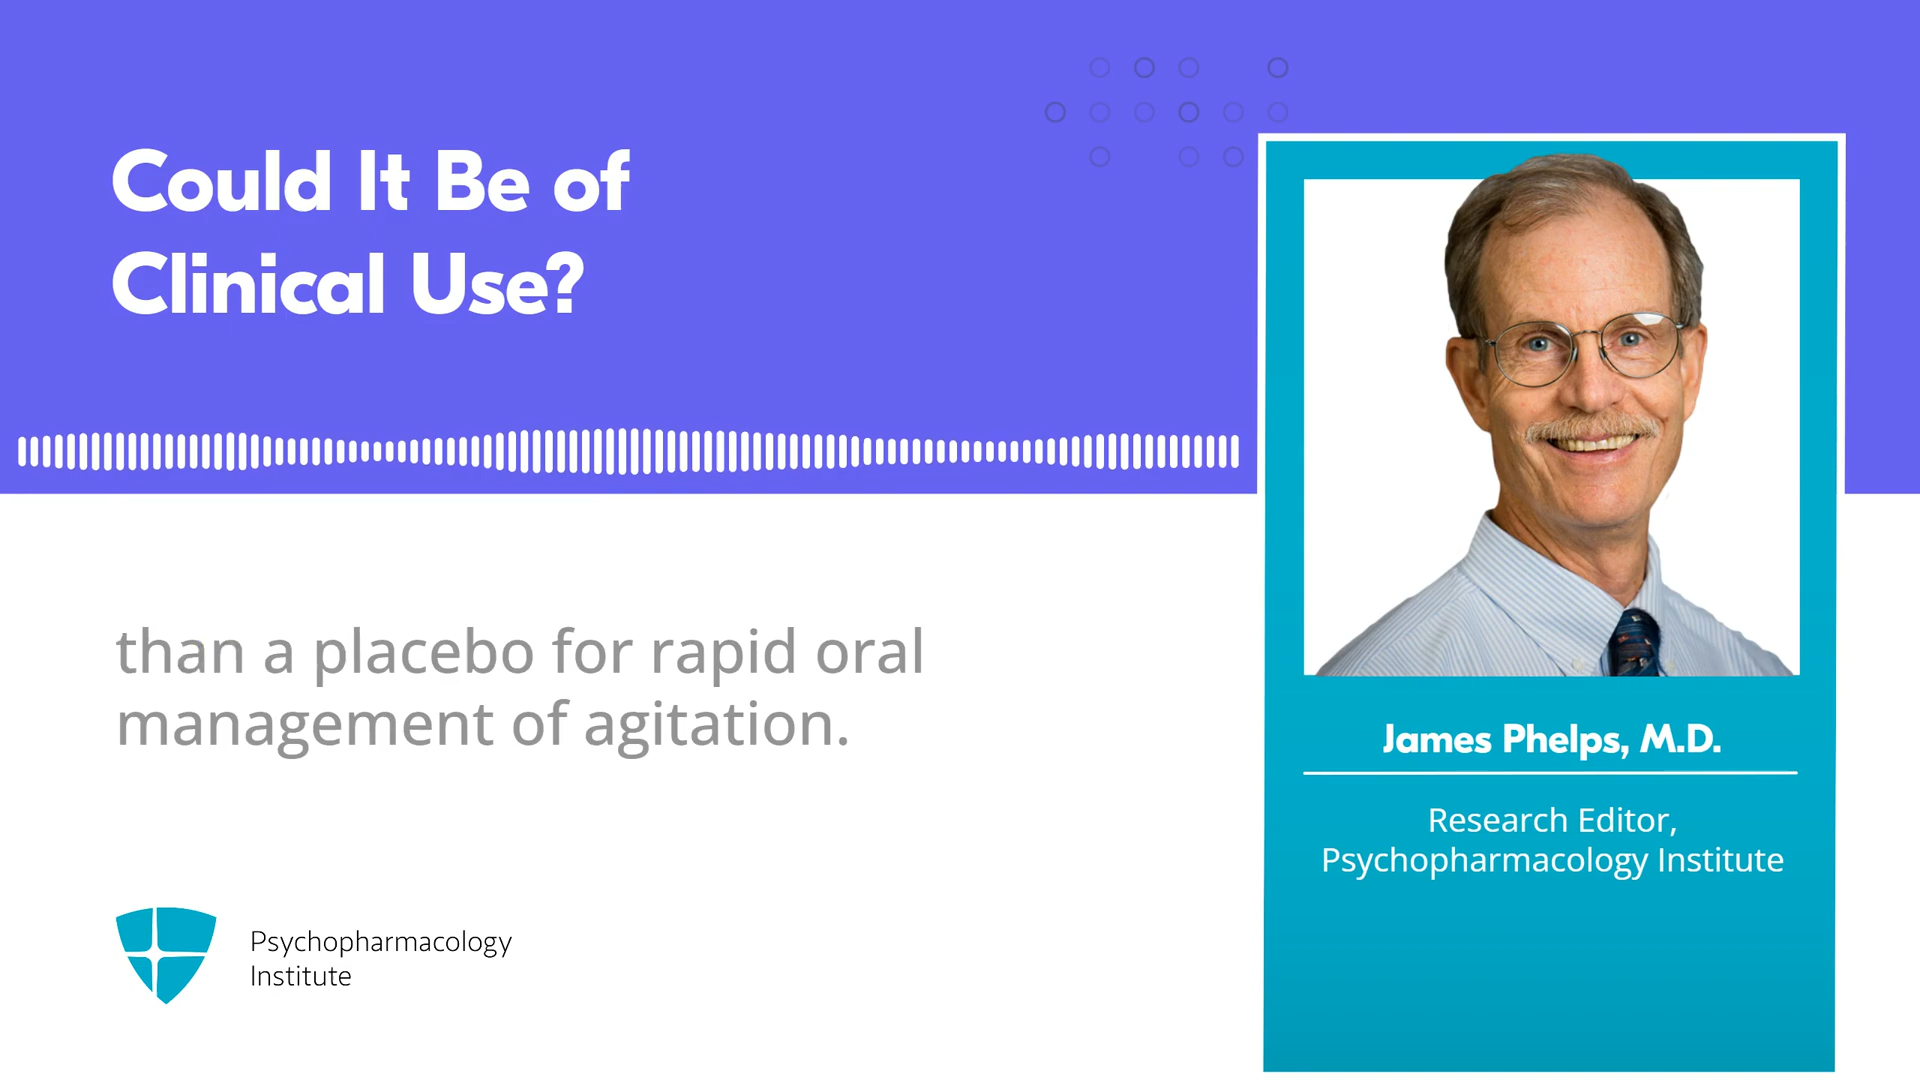 Could It Be of
Clinical Use?
than a placebo for rapid oral
management of agitation.
Psychopharmacology
Institute
James Phelps, M.D.
Research Editor,
Psychopharmacology Institute